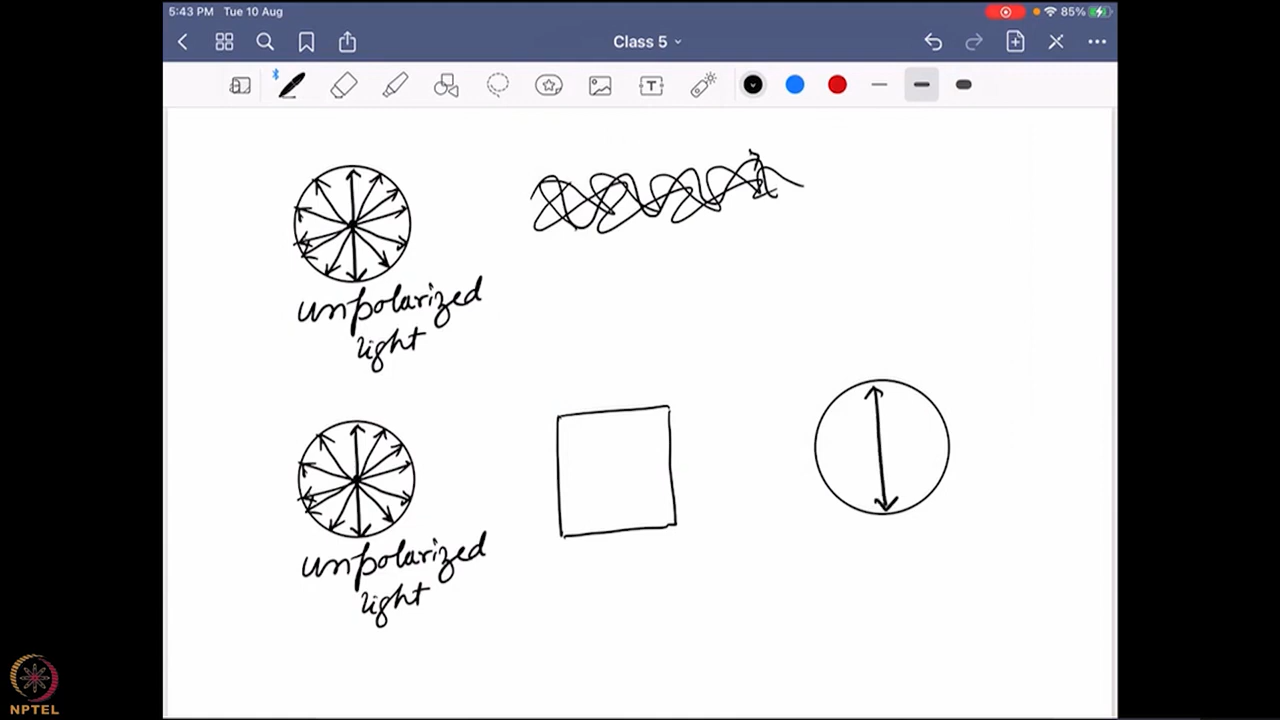 5:43 PM Tue 10 Aug
85%
Class 5
T
unpolarized
light
unpolarized
light
NPTEL